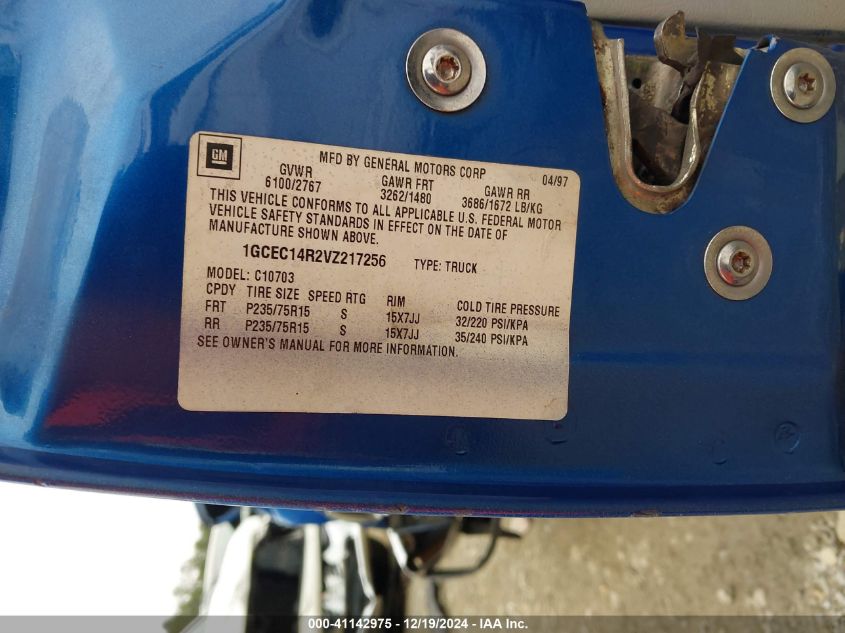 GM
MFD BY GENERAL MOTORS CORP 04/97
GVWR GAWR FRT GAWR RR
6100/2767 3262/1480 3686/1672 LB/KG
THIS VEHICLE CONFORMS TO ALL APPLICABLE U.S. FEDERAL MOTOR
VEHICLE SAFETY STANDARDS IN EFFECT ON THE DATE OF
MANUFACTURE SHOWN ABOVE.
1GCEC14R2VZ217256 TYPE: TRUCK
MODEL: C10703
CPDY TIRE SIZE SPEED RTG RIM COLD TIRE PRESSURE
FRT P235/75R15 S 15X7JJ 32/220 PSI/KPA
RR P235/75R15 S 15X7JJ 35/240 PSI/KPA
SEE OWNER'S MANUAL FOR MORE INFORMATION.
000-41142975 - 12/19/2024 - IAA Inc.